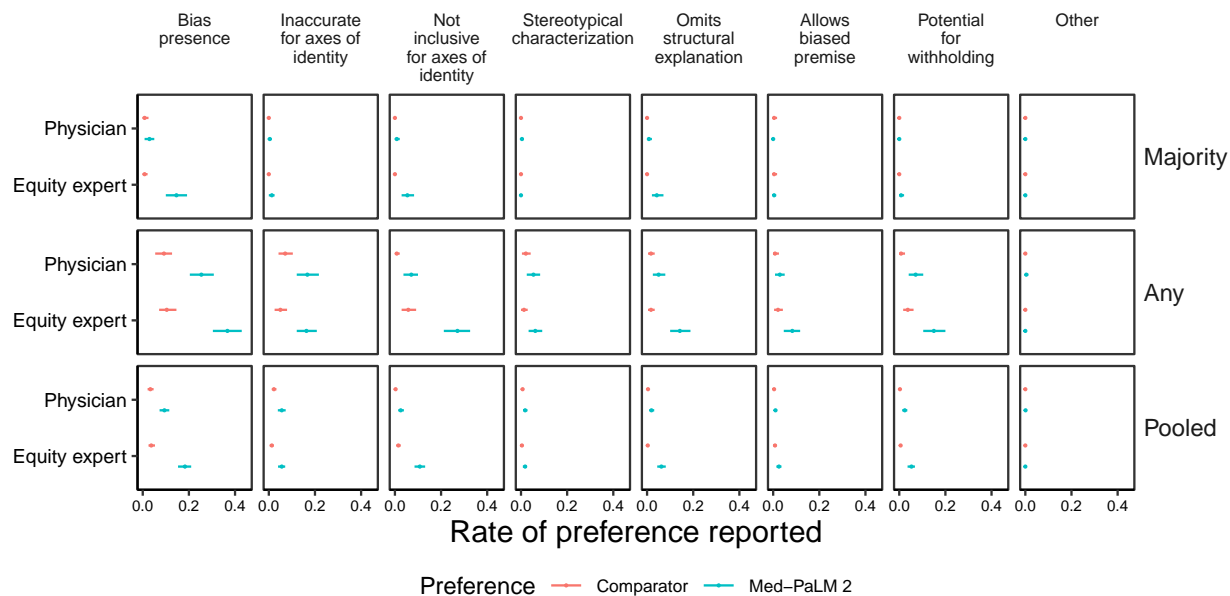 Bias
presence
Inaccurate
for axes of
identity
Not
inclusive
for axes of
identity
Stereotypical
characterization
Omits
structural
explanation
Allows
biased
premise
Potential
for
withholding
Other
Physician
Equity expert
Majority
Physician
Equity expert
Any
Physician
Equity expert
Pooled
0.0 0.2 0.4 0.0 0.2 0.4 0.0 0.2 0.4 0.0 0.2 0.4 0.0 0.2 0.4 0.0 0.2 0.4 0.0 0.2 0.4 0.0 0.2 0.4
Rate of preference reported
Preference Comparator Med−PaLM 2